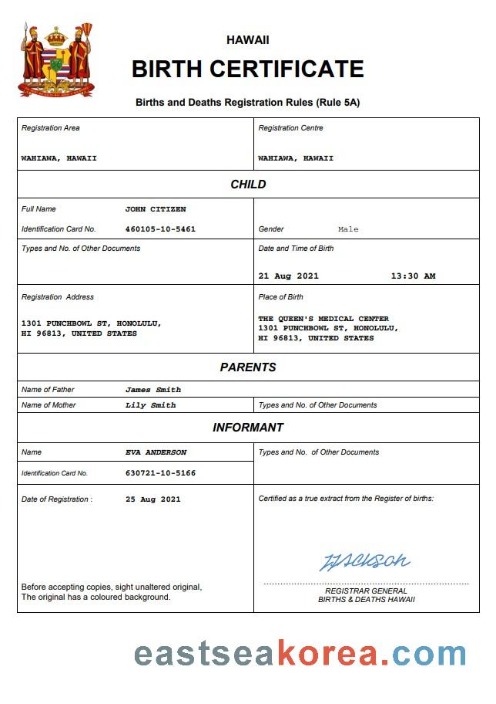 HAWAII
BIRTH CERTIFICATE
Births and Deaths Registration Rules (Rule 5A)
Registration Area
Registration Centre
WAHIAWA, HAWAII
WAHIAWA, HAWAII
CHILD
Full Name JOHN CITIZEN
Identification Card No. 460105-10-5461
Gender Male
Types and No. of Other Documents
Date and Time of Birth
21 Aug 2021 13:30 AM
Registration Address
Place of Birth
1301 PUNCHBOWL ST, HONOLULU,
HI 96813, UNITED STATES
THE QUEEN'S MEDICAL CENTER
1301 PUNCHBOWL ST, HONOLULU,
HI 96813, UNITED STATES
PARENTS
Name of Father James Smith
Name of Mother Lily Smith
Types and No. of Other Documents
INFORMANT
Name EVA ANDERSON
Types and No. of Other Documents
Identification Card No. 630721-10-5166
Date of Registration : 25 Aug 2021
Certified as a true extract from the Register of births:
Before accepting copies, sight unaltered original,
The original has a coloured background.
REGISTRAR GENERAL
BIRTHS & DEATHS HAWAII
eastseakorea.com